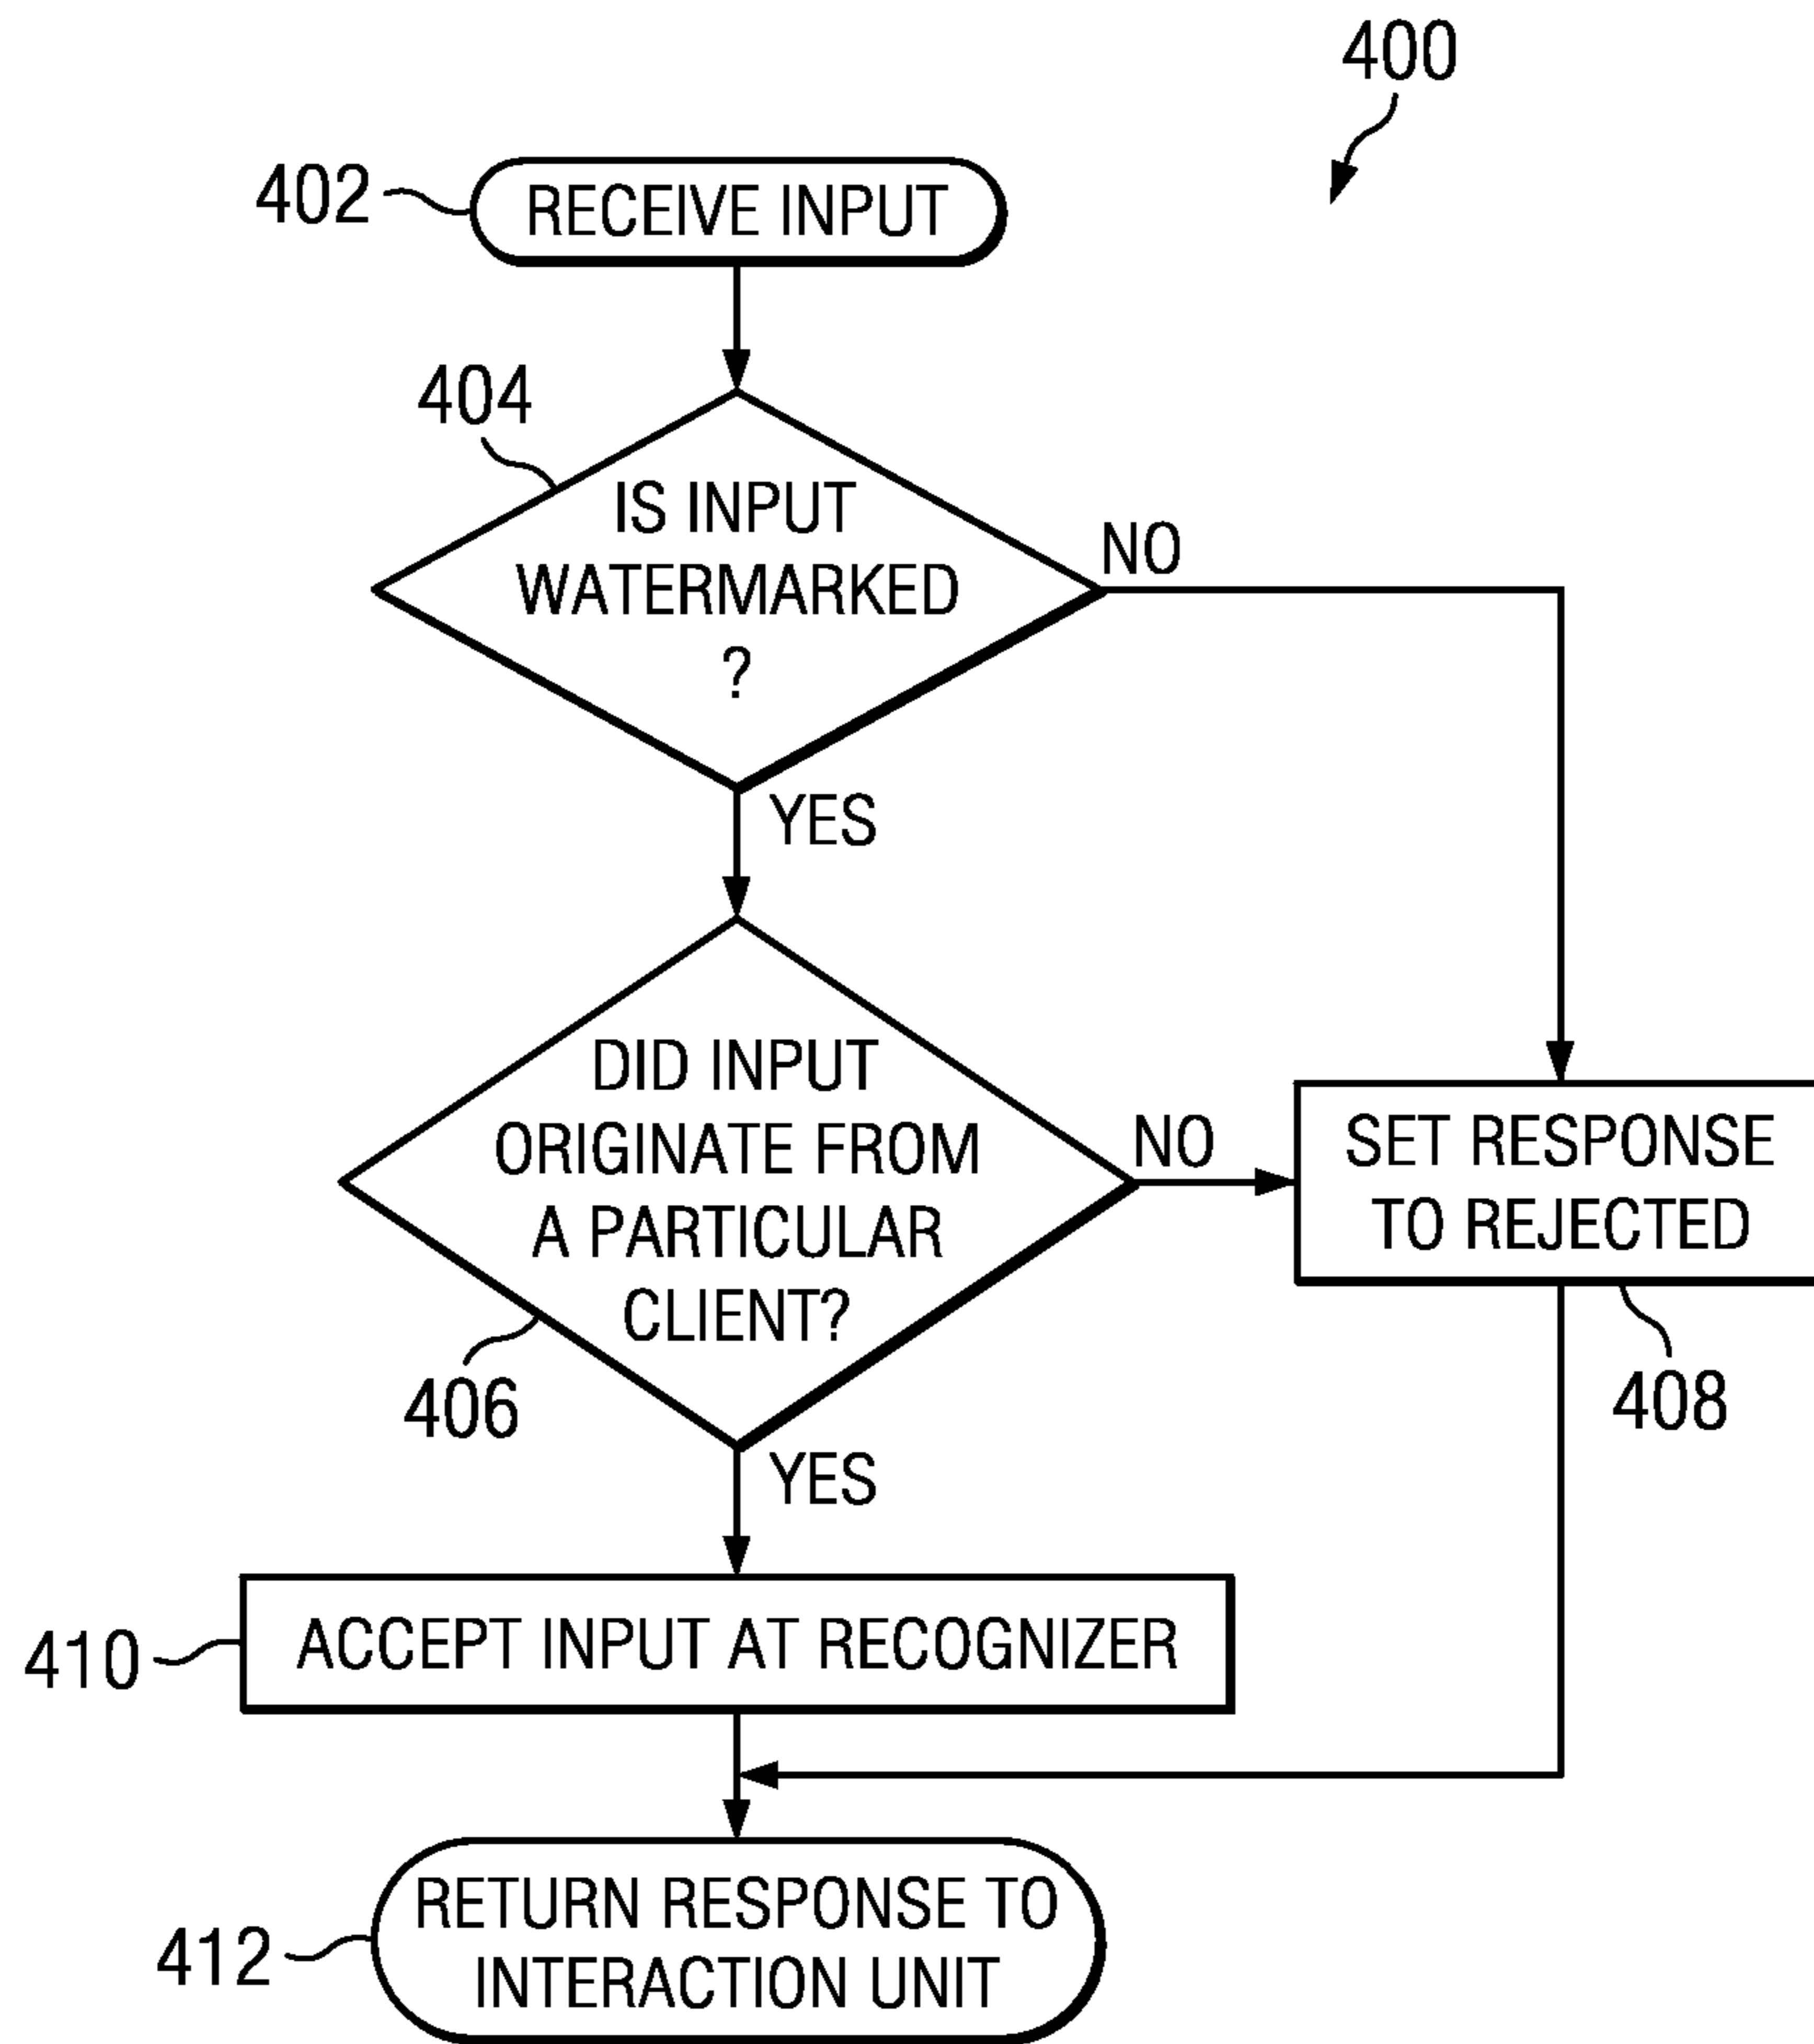 400
402
RECEIVE INPUT
404
IS INPUT
WATERMARKED
?
NO
YES
DID INPUT
ORIGINATE FROM
A PARTICULAR
CLIENT?
NO
SET RESPONSE
TO REJECTED
406
408
YES
410
ACCEPT INPUT AT RECOGNIZER
412
RETURN RESPONSE TO
INTERACTION UNIT